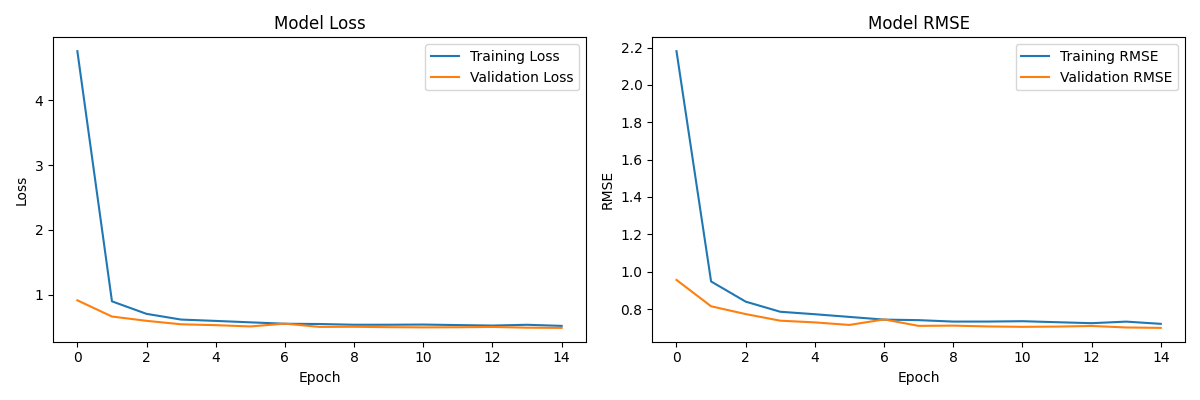 Model Loss
Training Loss
Validation Loss
4
3
2
1
Loss
0 2 4 6 8 10 12 14
Epoch
Model RMSE
Training RMSE
Validation RMSE
2.2
2.0
1.8
1.6
1.4
1.2
1.0
0.8
RMSE
0 2 4 6 8 10 12 14
Epoch